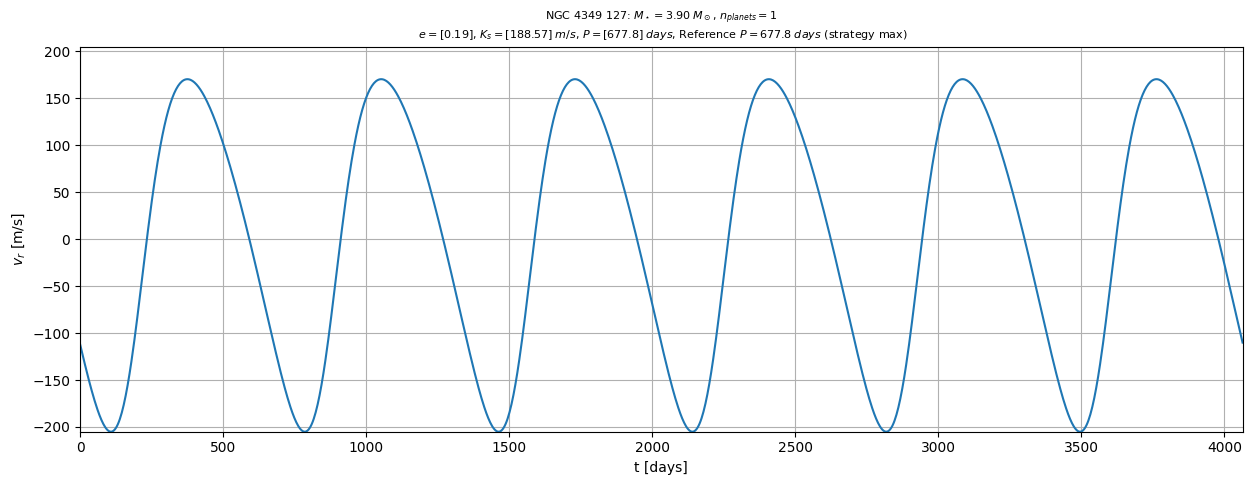 NGC 4349 127: M⋆ = 3.90 M⊙, n_planets = 1
e = [0.19], K_s = [188.57] m/s, P = [677.8] days, Reference P = 677.8 days (strategy max)
200
150
100
50
0
−50
−100
−150
−200
v_r [m/s]
0 500 1000 1500 2000 2500 3000 3500 4000
t [days]